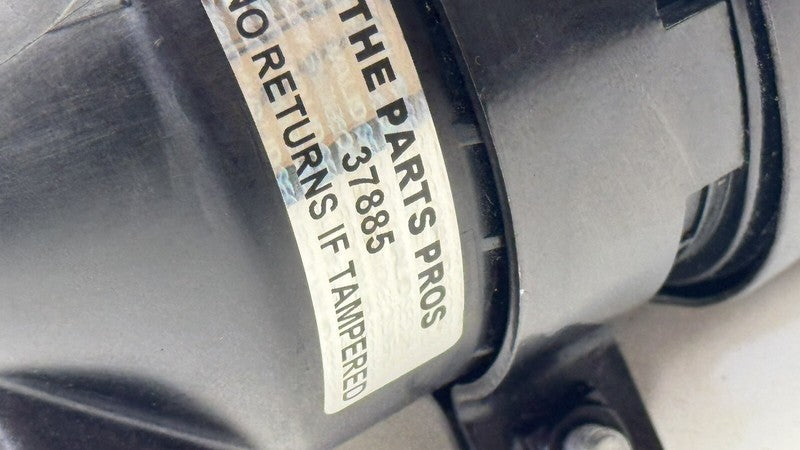 THE PARTS PROS
37885
NO RETURNS IF TAMPERED